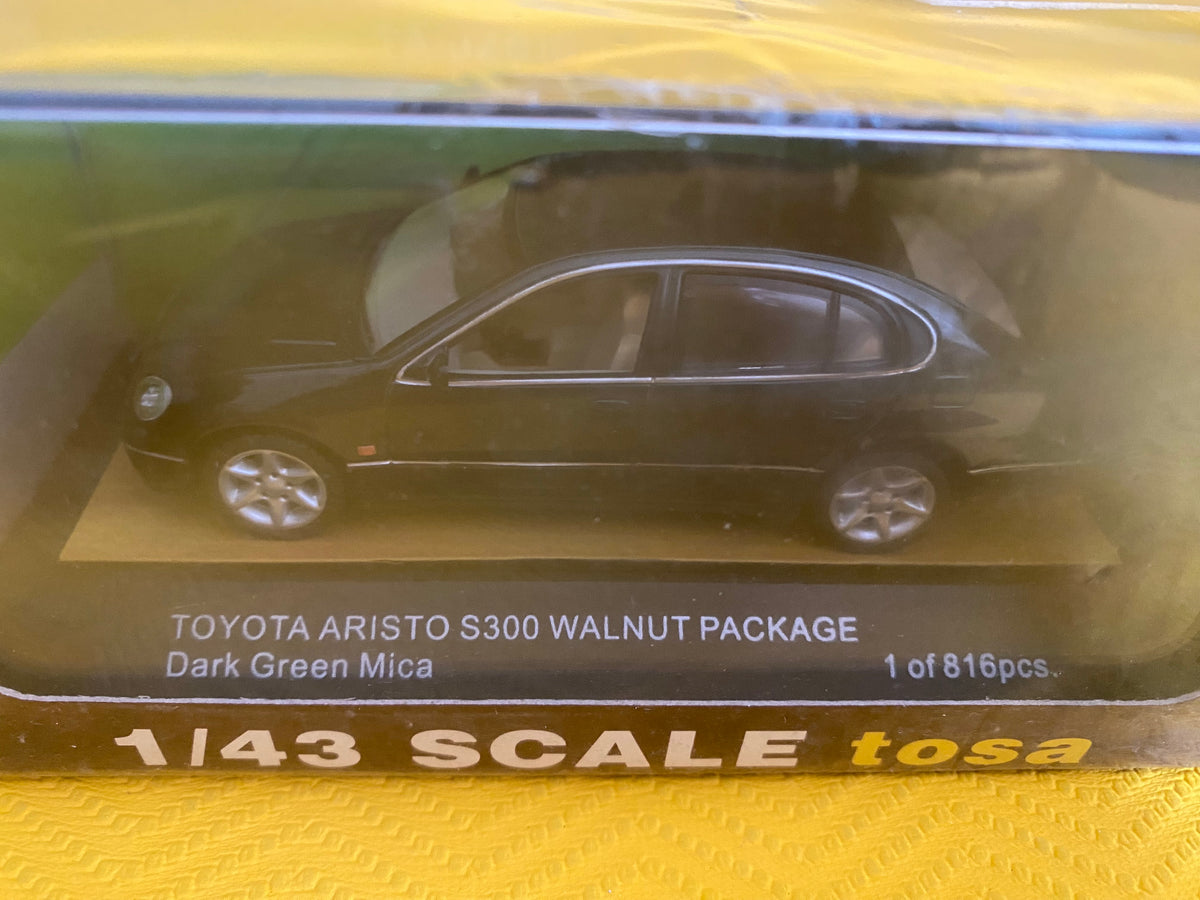 TOYOTA ARISTO S300 WALNUT PACKAGE
Dark Green Mica 1 of 816pcs.
1/43 SCALE tosa